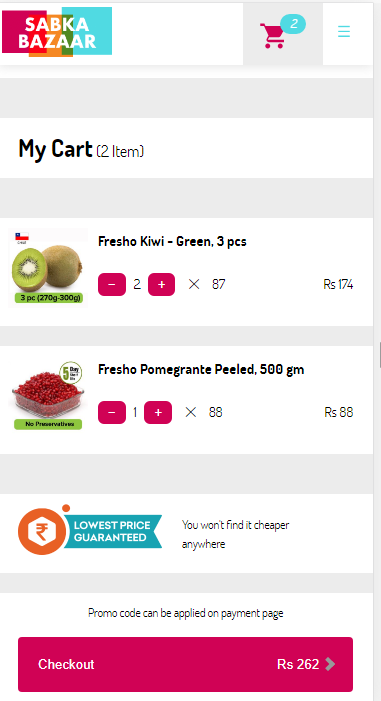 SABKA
BAZAAR
2
☰
My Cart (2 Item)
Fresho Kiwi - Green, 3 pcs
− 2 + × 87 Rs 174
3 pc (270g-300g)
Fresho Pomegrante Peeled, 500 gm
5 Day
− 1 + × 88 Rs 88
No Preservatives
₹ LOWEST PRICE
GUARANTEED
You won't find it cheaper
anywhere
Promo code can be applied on payment page
Checkout Rs 262